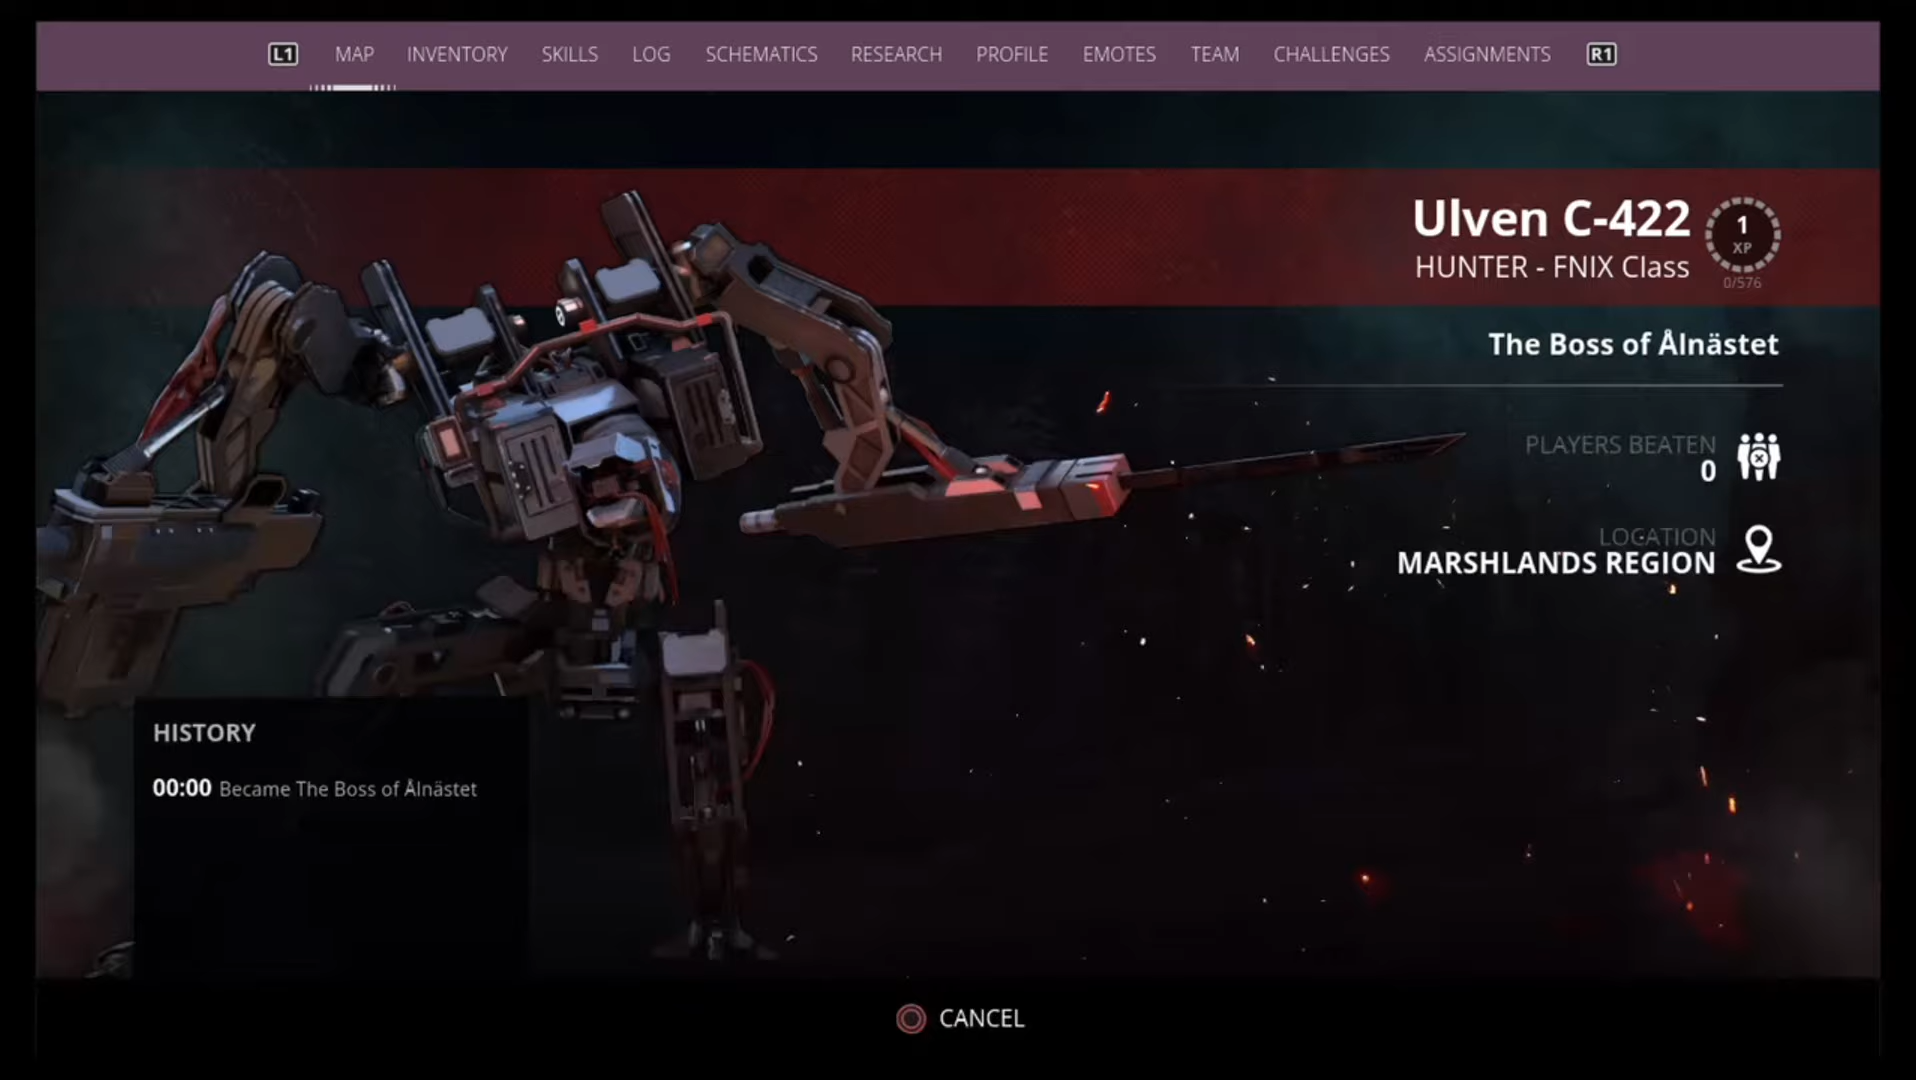 L1 MAP INVENTORY SKILLS LOG SCHEMATICS RESEARCH PROFILE EMOTES TEAM CHALLENGES ASSIGNMENTS R1
Ulven C-422
HUNTER - FNIX Class
1
XP
0/576
The Boss of Ålnästet
PLAYERS BEATEN
0
LOCATION
MARSHLANDS REGION
HISTORY
00:00 Became The Boss of Ålnästet
CANCEL